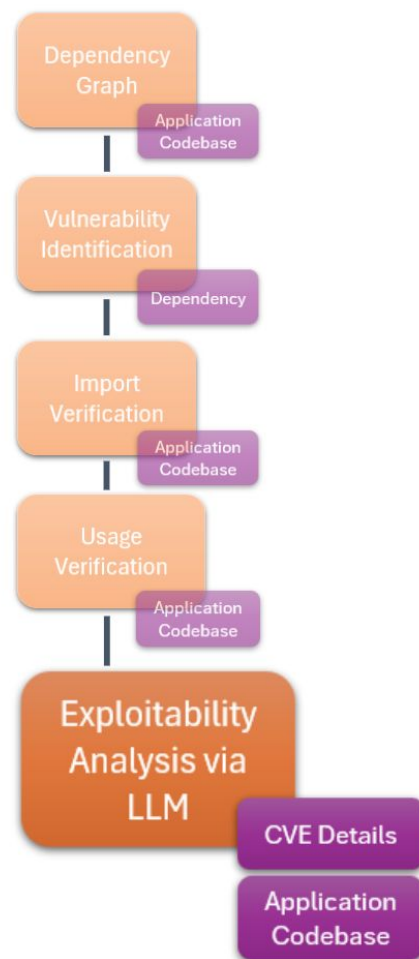 Dependency
Graph
Application
Codebase
Vulnerability
Identification
Dependency
Import
Verification
Application
Codebase
Usage
Verification
Application
Codebase
Exploitability
Analysis via
LLM
CVE Details
Application
Codebase